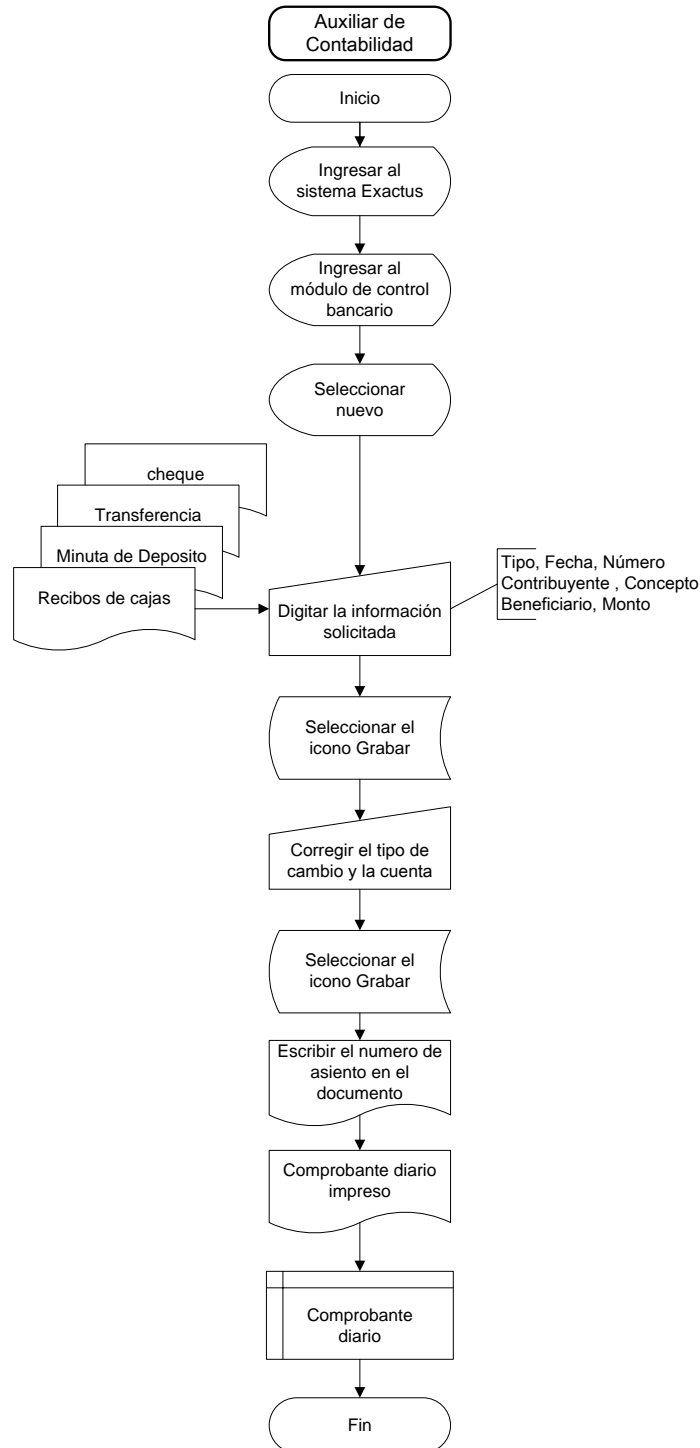 Auxiliar de
Contabilidad
Inicio
Ingresar al
sistema Exactus
Ingresar al
módulo de control
bancario
Seleccionar
nuevo
cheque
Transferencia
Minuta de Deposito
Recibos de cajas
Digitar la información
solicitada
Tipo, Fecha, Número
Contribuyente , Concepto
Beneficiario, Monto
Seleccionar el
icono Grabar
Corregir el tipo de
cambio y la cuenta
Seleccionar el
icono Grabar
Escribir el numero de
asiento en el
documento
Comprobante diario
impreso
Comprobante
diario
Fin